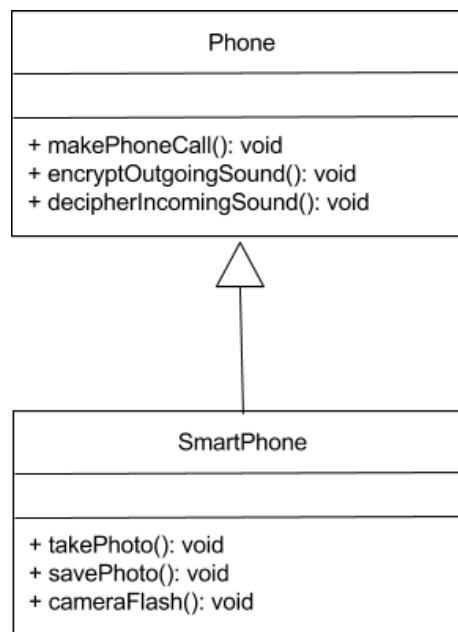 Phone
+ makePhoneCall(): void
+ encryptOutgoingSound(): void
+ decipherIncomingSound(): void
SmartPhone
+ takePhoto(): void
+ savePhoto(): void
+ cameraFlash(): void